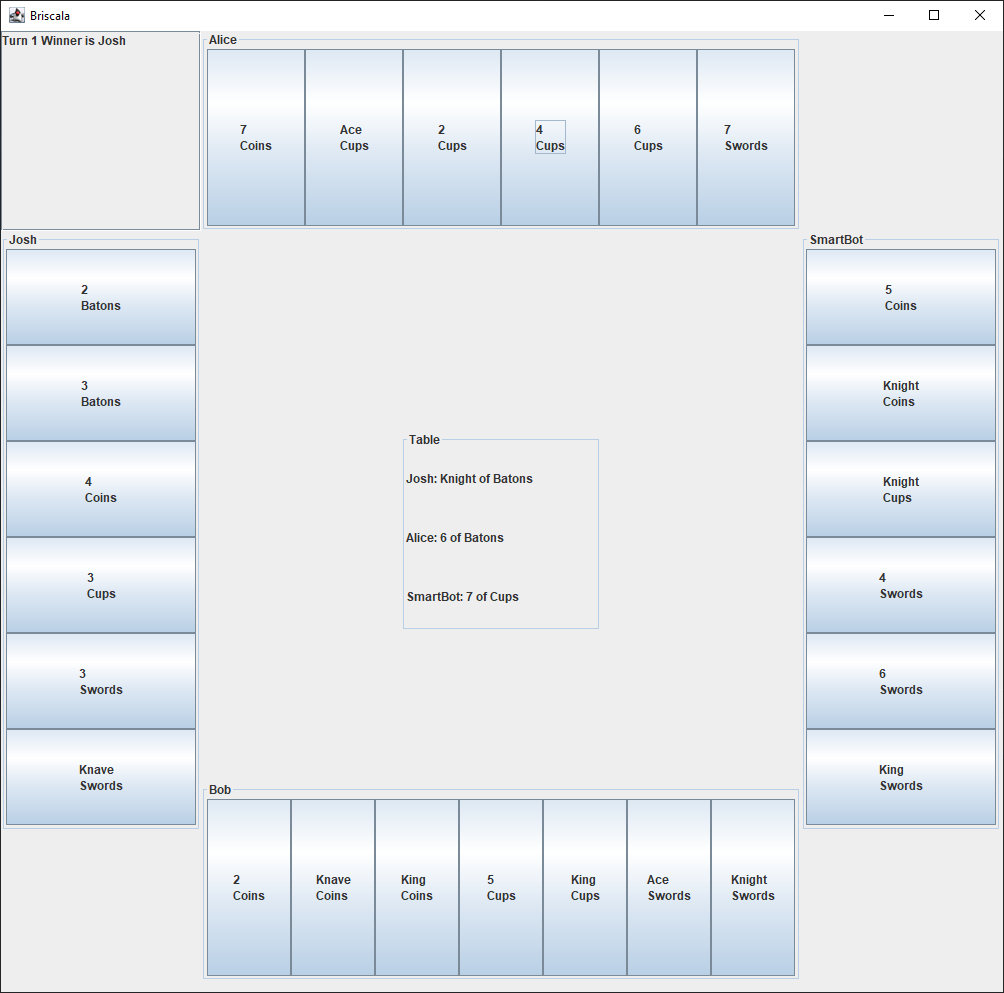 Briscala
Turn 1 Winner is Josh
Alice
7
Coins
Ace
Cups
2
Cups
4
Cups
6
Cups
7
Swords
Josh
2
Batons
3
Batons
4
Coins
3
Cups
3
Swords
Knave
Swords
Table
Josh: Knight of Batons
Alice: 6 of Batons
SmartBot: 7 of Cups
SmartBot
5
Coins
Knight
Coins
Knight
Cups
4
Swords
6
Swords
King
Swords
Bob
2
Coins
Knave
Coins
King
Coins
5
Cups
King
Cups
Ace
Swords
Knight
Swords